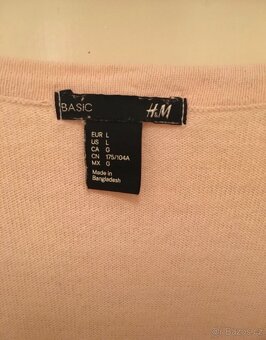 BASIC
H&M
EUR L
US L
CA G
CN 175/104A
MX G
Made in
Bangladesh